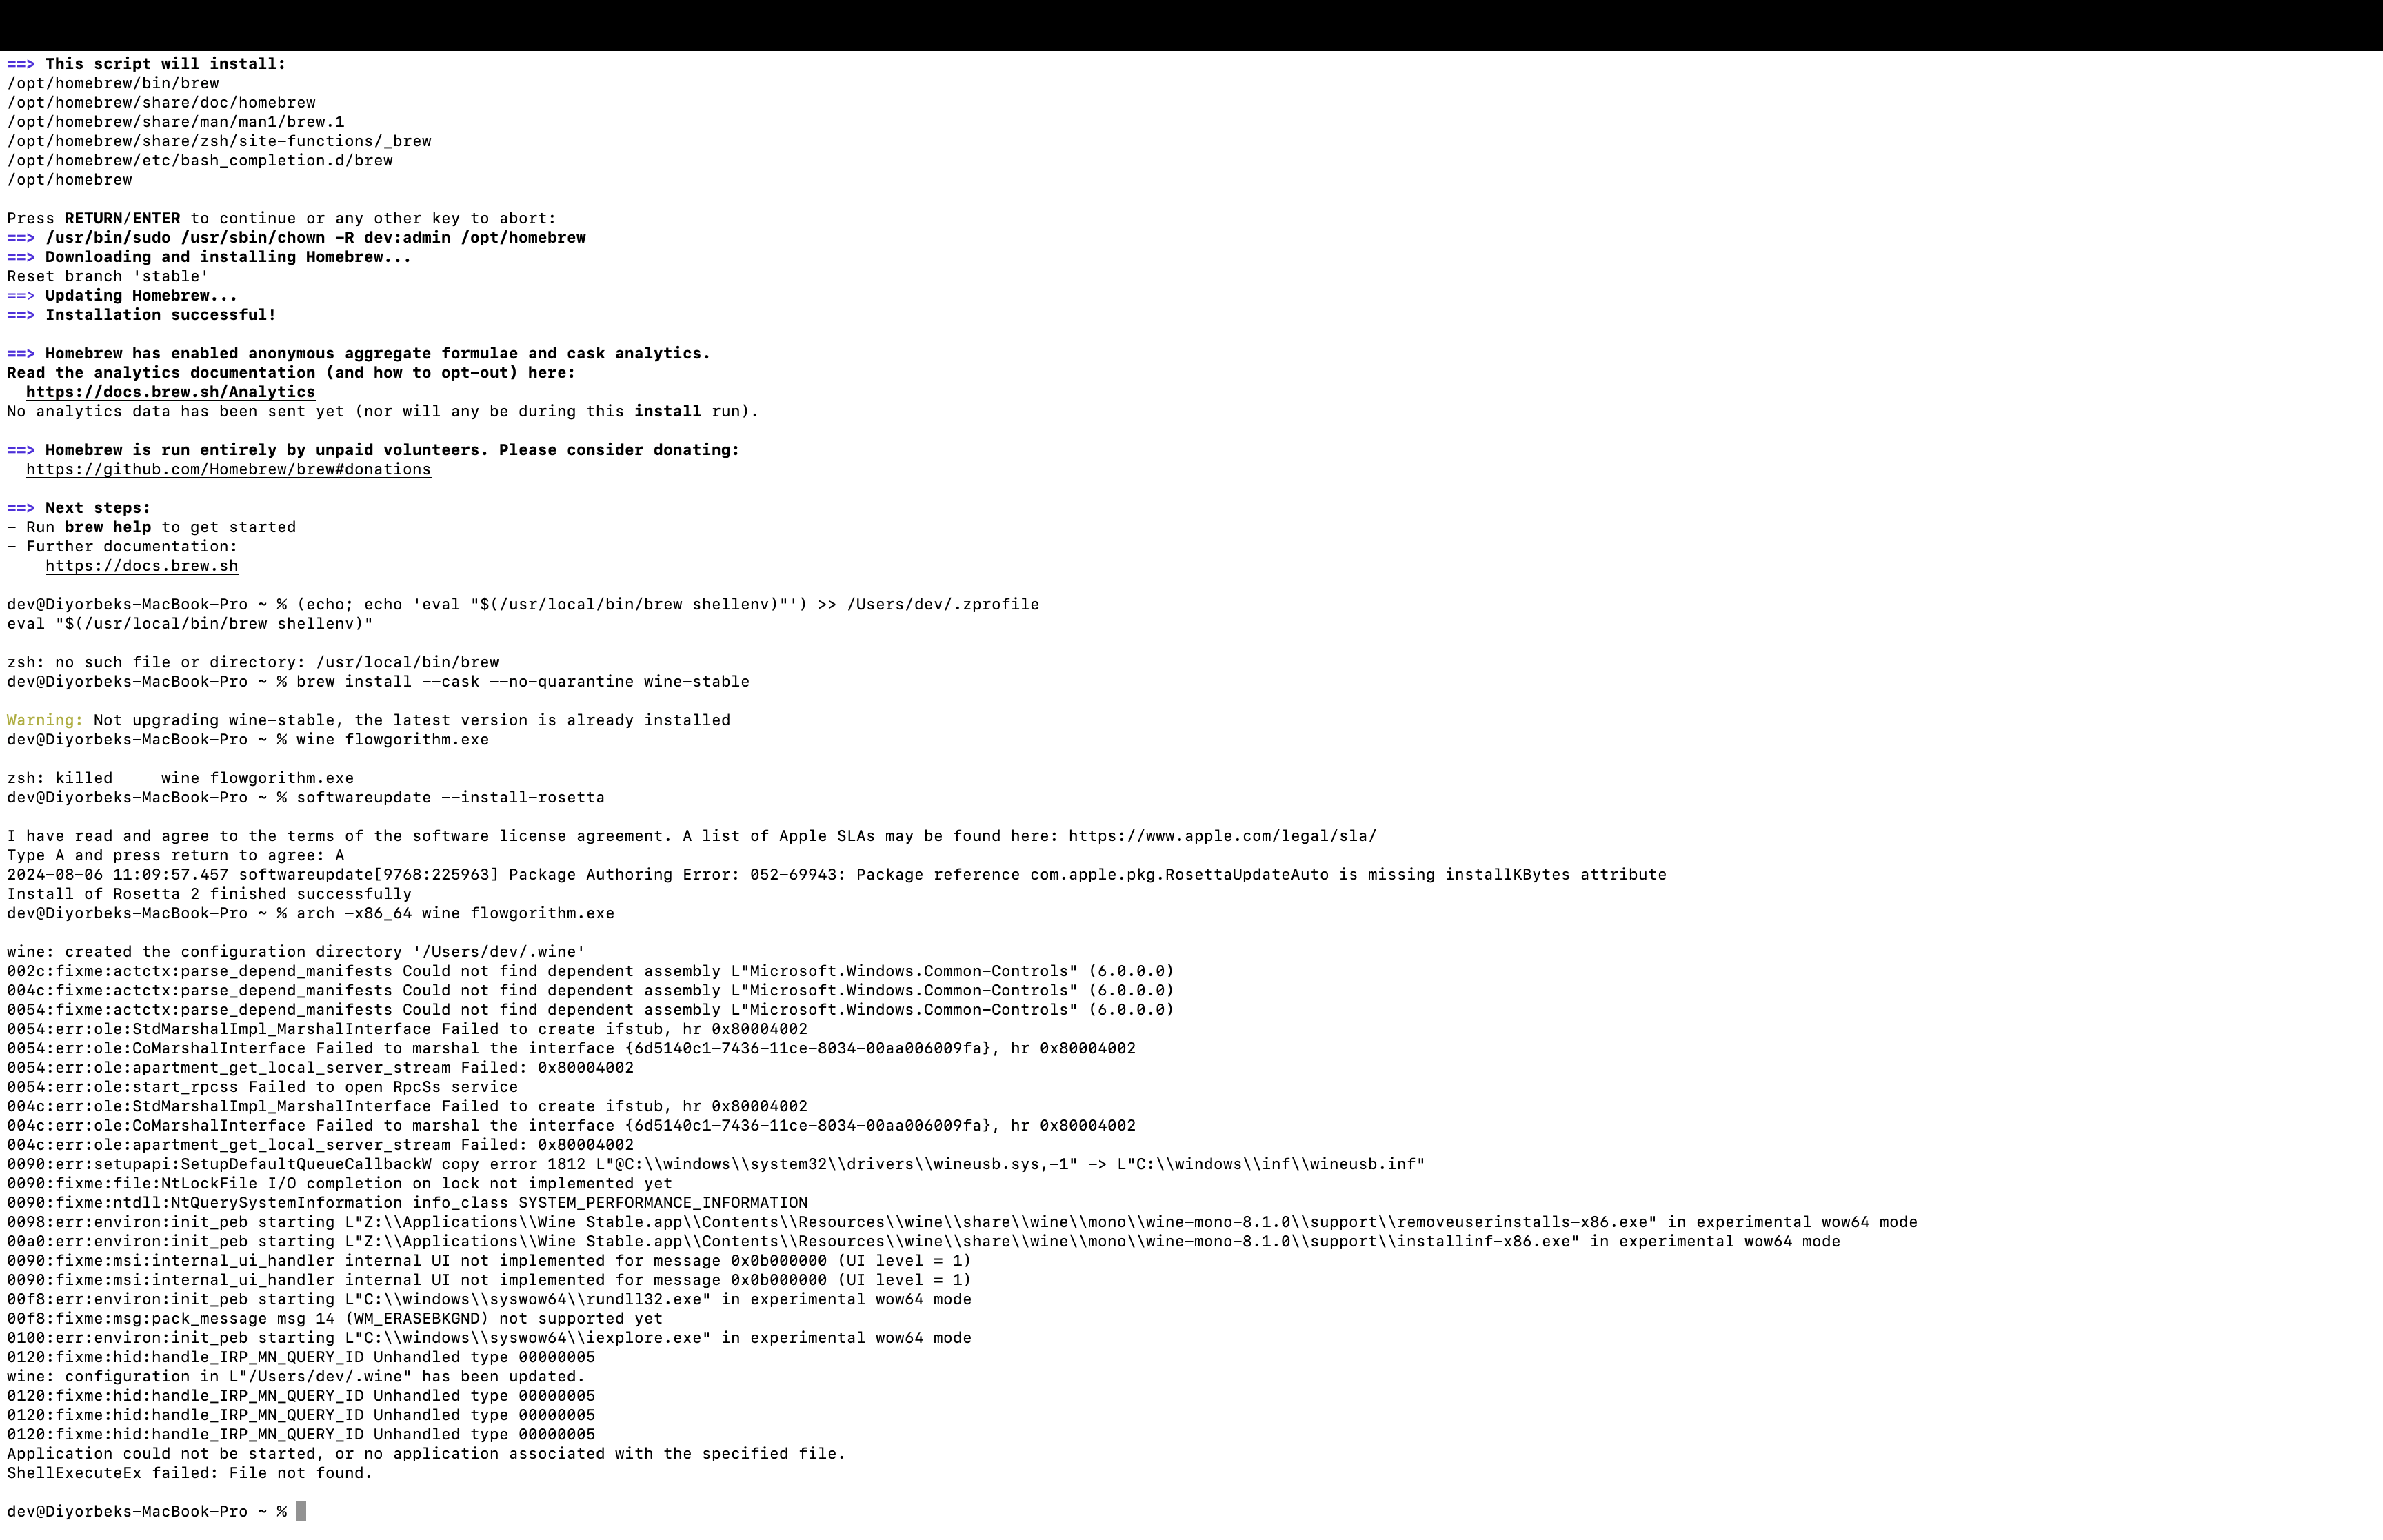 ==> This script will install:
/opt/homebrew/bin/brew
/opt/homebrew/share/doc/homebrew
/opt/homebrew/share/man/man1/brew.1
/opt/homebrew/share/zsh/site-functions/_brew
/opt/homebrew/etc/bash_completion.d/brew
/opt/homebrew
Press RETURN/ENTER to continue or any other key to abort:
==> /usr/bin/sudo /usr/sbin/chown -R dev:admin /opt/homebrew
==> Downloading and installing Homebrew...
Reset branch 'stable'
==> Updating Homebrew...
==> Installation successful!
==> Homebrew has enabled anonymous aggregate formulae and cask analytics.
Read the analytics documentation (and how to opt-out) here:
  https://docs.brew.sh/Analytics
No analytics data has been sent yet (nor will any be during this install run).
==> Homebrew is run entirely by unpaid volunteers. Please consider donating:
  https://github.com/Homebrew/brew#donations
==> Next steps:
- Run brew help to get started
- Further documentation:
    https://docs.brew.sh
dev@Diyorbeks-MacBook-Pro ~ % (echo; echo 'eval "$(/usr/local/bin/brew shellenv)"') >> /Users/dev/.zprofile
eval "$(/usr/local/bin/brew shellenv)"
zsh: no such file or directory: /usr/local/bin/brew
dev@Diyorbeks-MacBook-Pro ~ % brew install --cask --no-quarantine wine-stable
Warning: Not upgrading wine-stable, the latest version is already installed
dev@Diyorbeks-MacBook-Pro ~ % wine flowgorithm.exe
zsh: killed     wine flowgorithm.exe
dev@Diyorbeks-MacBook-Pro ~ % softwareupdate --install-rosetta
I have read and agree to the terms of the software license agreement. A list of Apple SLAs may be found here: https://www.apple.com/legal/sla/
Type A and press return to agree: A
2024-08-06 11:09:57.457 softwareupdate[9768:225963] Package Authoring Error: 052-69943: Package reference com.apple.pkg.RosettaUpdateAuto is missing installKBytes attribute
Install of Rosetta 2 finished successfully
dev@Diyorbeks-MacBook-Pro ~ % arch -x86_64 wine flowgorithm.exe
wine: created the configuration directory '/Users/dev/.wine'
002c:fixme:actctx:parse_depend_manifests Could not find dependent assembly L"Microsoft.Windows.Common-Controls" (6.0.0.0)
004c:fixme:actctx:parse_depend_manifests Could not find dependent assembly L"Microsoft.Windows.Common-Controls" (6.0.0.0)
0054:fixme:actctx:parse_depend_manifests Could not find dependent assembly L"Microsoft.Windows.Common-Controls" (6.0.0.0)
0054:err:ole:StdMarshalImpl_MarshalInterface Failed to create ifstub, hr 0x80004002
0054:err:ole:CoMarshalInterface Failed to marshal the interface {6d5140c1-7436-11ce-8034-00aa006009fa}, hr 0x80004002
0054:err:ole:apartment_get_local_server_stream Failed: 0x80004002
0054:err:ole:start_rpcss Failed to open RpcSs service
004c:err:ole:StdMarshalImpl_MarshalInterface Failed to create ifstub, hr 0x80004002
004c:err:ole:CoMarshalInterface Failed to marshal the interface {6d5140c1-7436-11ce-8034-00aa006009fa}, hr 0x80004002
004c:err:ole:apartment_get_local_server_stream Failed: 0x80004002
0090:err:setupapi:SetupDefaultQueueCallbackW copy error 1812 L"@C:\\windows\\system32\\drivers\\wineusb.sys,-1" -> L"C:\\windows\\inf\\wineusb.inf"
0090:fixme:file:NtLockFile I/O completion on lock not implemented yet
0090:fixme:ntdll:NtQuerySystemInformation info_class SYSTEM_PERFORMANCE_INFORMATION
0098:err:environ:init_peb starting L"Z:\\Applications\\Wine Stable.app\\Contents\\Resources\\wine\\share\\wine\\mono\\wine-mono-8.1.0\\support\\removeuserinstalls-x86.exe" in experimental wow64 mode
00a0:err:environ:init_peb starting L"Z:\\Applications\\Wine Stable.app\\Contents\\Resources\\wine\\share\\wine\\mono\\wine-mono-8.1.0\\support\\installinf-x86.exe" in experimental wow64 mode
0090:fixme:msi:internal_ui_handler internal UI not implemented for message 0x0b000000 (UI level = 1)
0090:fixme:msi:internal_ui_handler internal UI not implemented for message 0x0b000000 (UI level = 1)
00f8:err:environ:init_peb starting L"C:\\windows\\syswow64\\rundll32.exe" in experimental wow64 mode
00f8:fixme:msg:pack_message msg 14 (WM_ERASEBKGND) not supported yet
0100:err:environ:init_peb starting L"C:\\windows\\syswow64\\iexplore.exe" in experimental wow64 mode
0120:fixme:hid:handle_IRP_MN_QUERY_ID Unhandled type 00000005
wine: configuration in L"/Users/dev/.wine" has been updated.
0120:fixme:hid:handle_IRP_MN_QUERY_ID Unhandled type 00000005
0120:fixme:hid:handle_IRP_MN_QUERY_ID Unhandled type 00000005
0120:fixme:hid:handle_IRP_MN_QUERY_ID Unhandled type 00000005
Application could not be started, or no application associated with the specified file.
ShellExecuteEx failed: File not found.
dev@Diyorbeks-MacBook-Pro ~ %